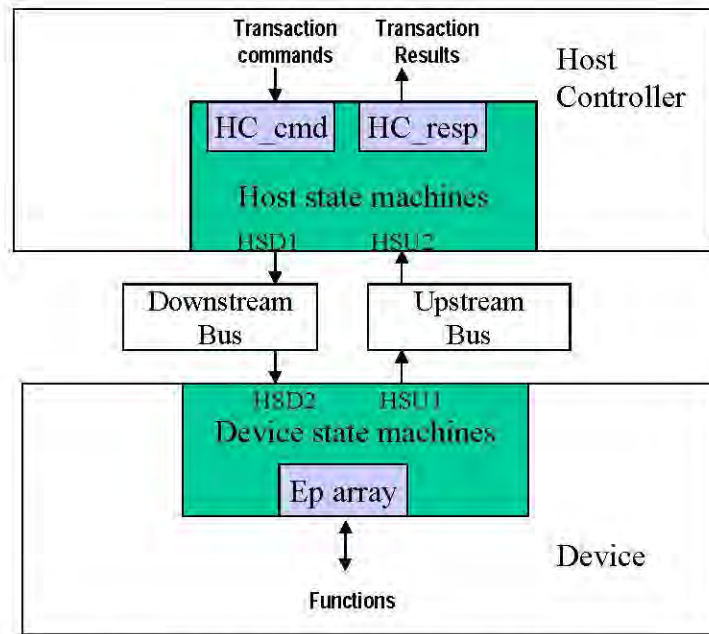 Transaction
commands
Transaction
Results
Host
Controller
HC_cmd
HC_resp
Host state machines
HSD1
HSU2
Downstream
Bus
Upstream
Bus
HSD2
HSU1
Device state machines
Ep array
Device
Functions